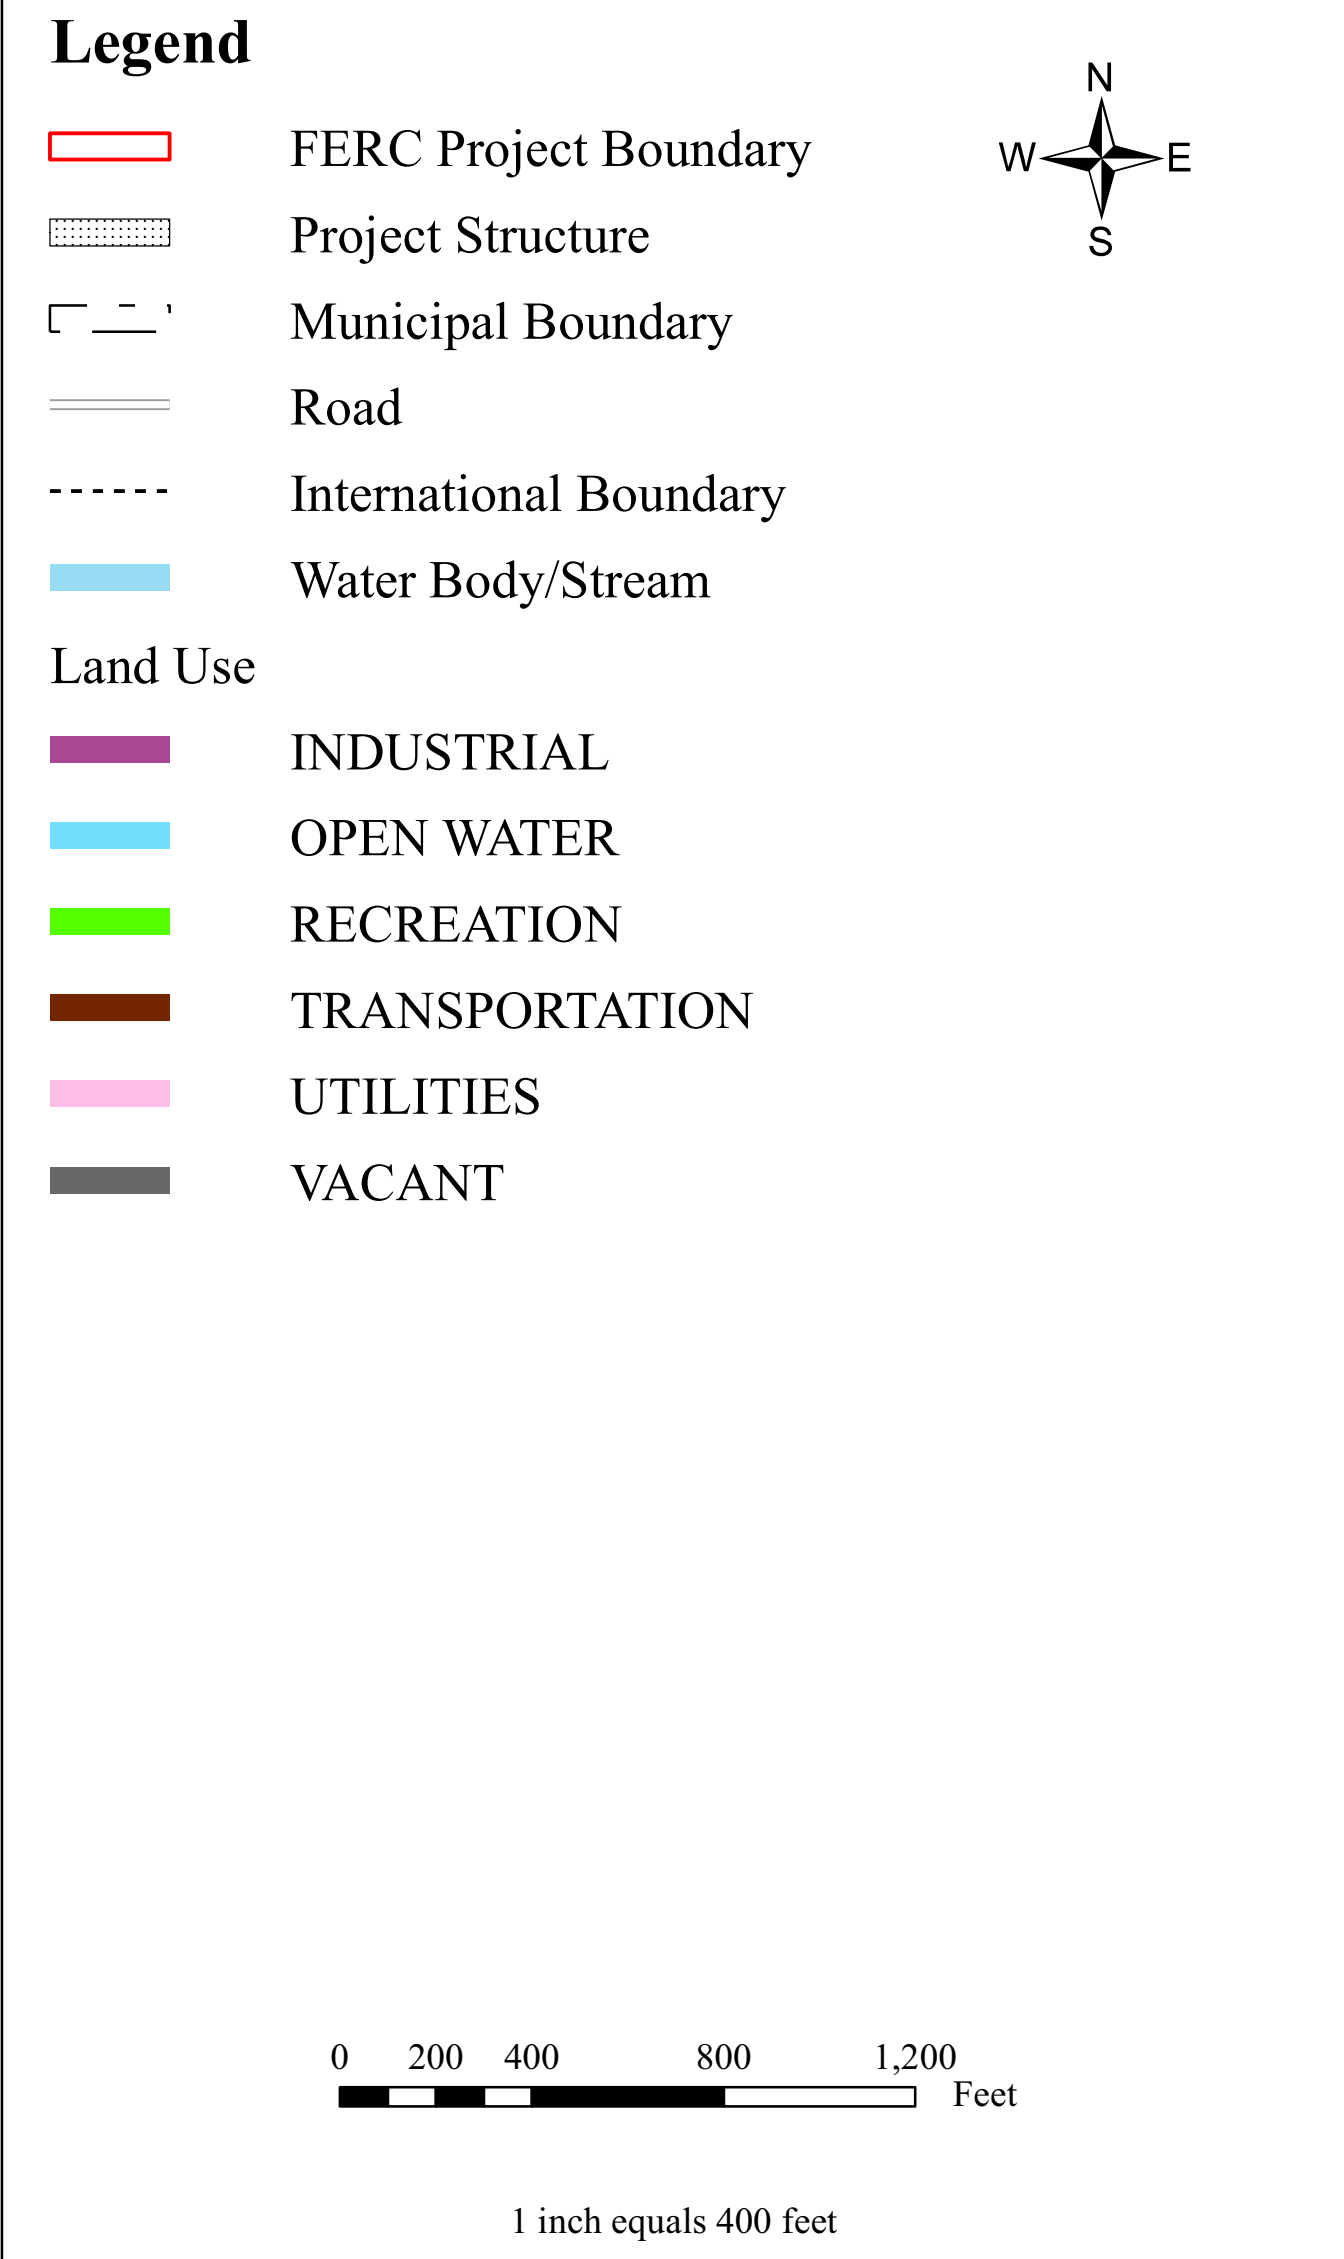 Legend
N
W E
S
FERC Project Boundary
Project Structure
Municipal Boundary
Road
International Boundary
Water Body/Stream
Land Use
INDUSTRIAL
OPEN WATER
RECREATION
TRANSPORTATION
UTILITIES
VACANT
0 200 400 800 1,200
Feet
1 inch equals 400 feet